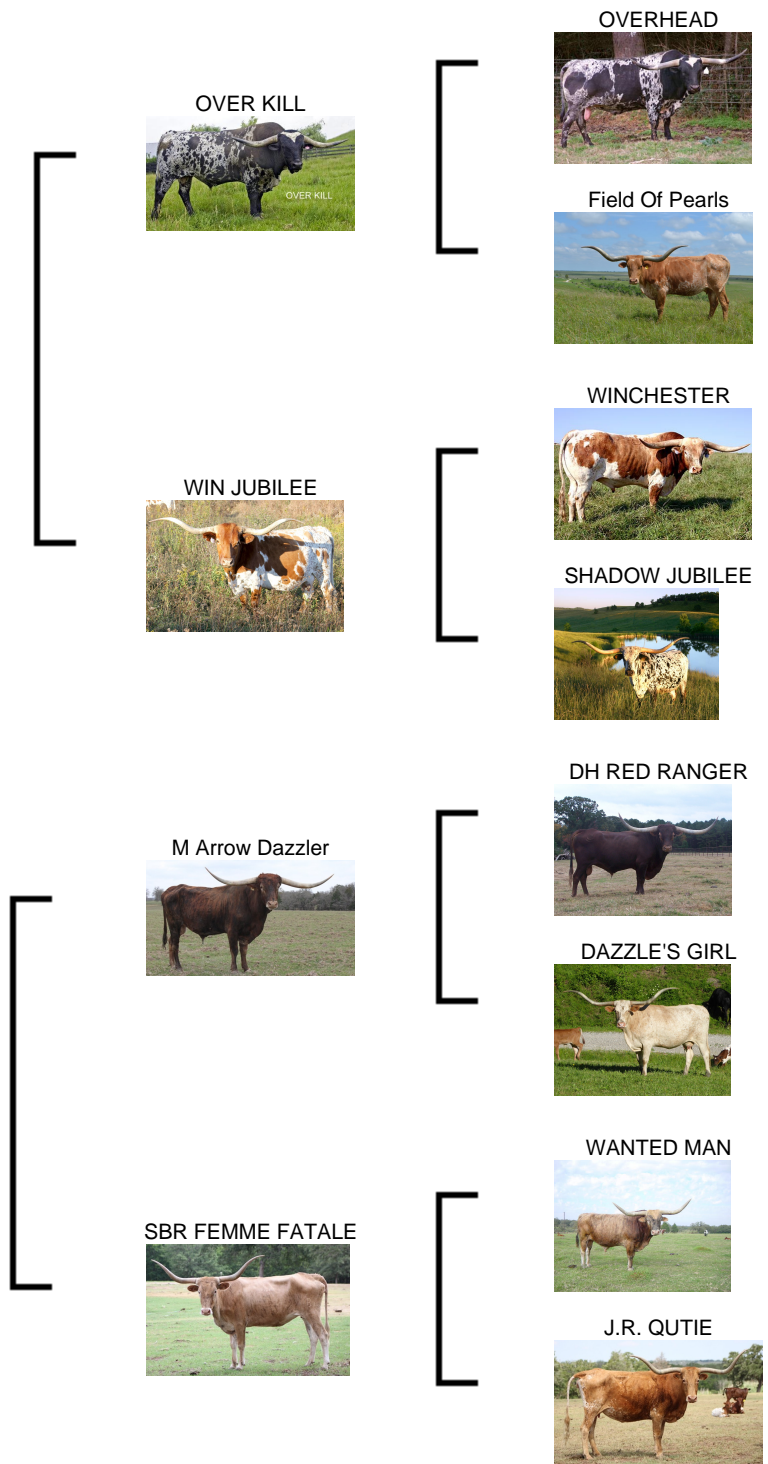 OVERHEAD
OVER KILL
OVER KILL
Field Of Pearls
WINCHESTER
WIN JUBILEE
SHADOW JUBILEE
DH RED RANGER
M Arrow Dazzler
DAZZLE'S GIRL
WANTED MAN
SBR FEMME FATALE
J.R. QUTIE